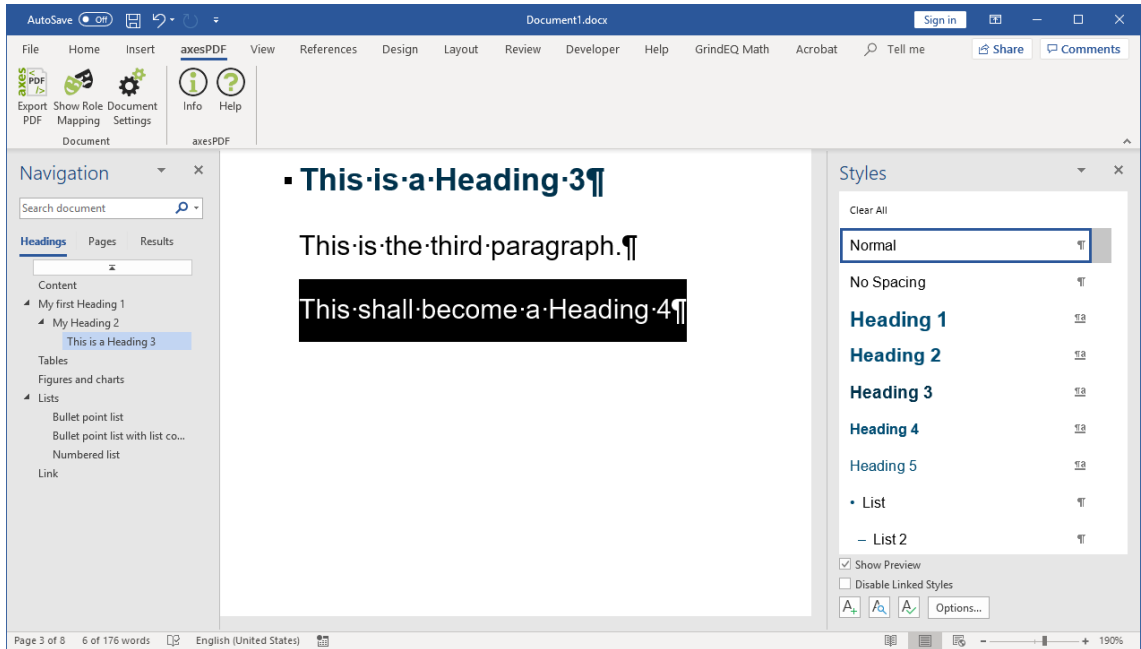 AutoSave Off Document1.docx Sign in
File Home Insert axesPDF View References Design Layout Review Developer Help GrindEQ Math Acrobat Tell me Share Comments
axes PDF
Export PDF Show Role Mapping Document Settings Info Help
Document axesPDF
Navigation
Search document
Headings Pages Results
Content
My first Heading 1
My Heading 2
This is a Heading 3
Tables
Figures and charts
Lists
Bullet point list
Bullet point list with list co...
Numbered list
Link
This·is·a·Heading·3¶
This·is·the·third·paragraph.¶
This·shall·become·a·Heading·4¶
Styles
Clear All
Normal ¶
No Spacing ¶
Heading 1 ¶a
Heading 2 ¶a
Heading 3 ¶a
Heading 4 ¶a
Heading 5 ¶a
• List ¶
– List 2 ¶
Show Preview
Disable Linked Styles
Options...
Page 3 of 8 6 of 176 words English (United States) 190%